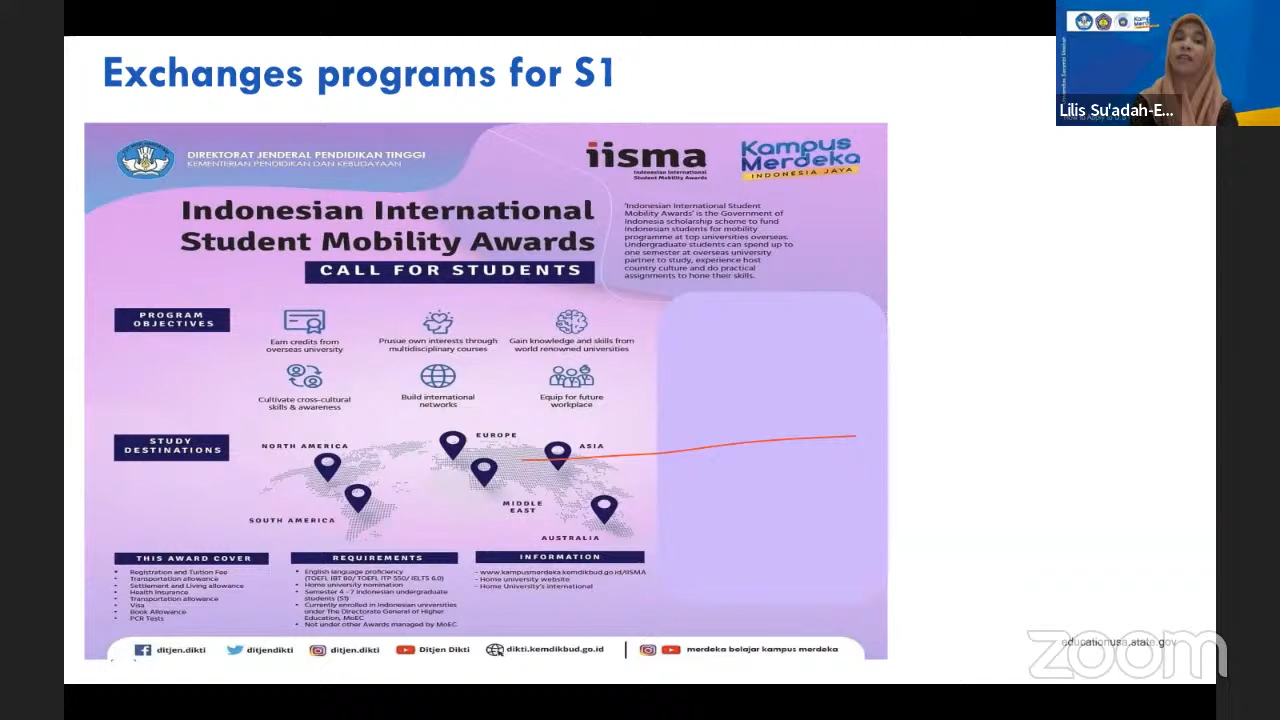 Exchanges programs for S1
Lilis Su'adah-E...
DIREKTORAT JENDERAL PENDIDIKAN TINGGI
KEMENTERIAN PENDIDIKAN DAN KEBUDAYAAN
iisma
Indonesian International
Student Mobility Awards
Kampus
Merdeka
INDONESIA JAYA
Indonesian International
Student Mobility Awards
CALL FOR STUDENTS
'Indonesian International Student
Mobility Awards' is the Government of
Indonesia scholarship scheme to fund
Indonesian students for mobility
programme at top universities overseas.
Undergraduate students can spend up to
one semester at overseas university
partner to study, experience host
country culture and do practical
assignments to hone their skills.
PROGRAM
OBJECTIVES
Earn credits from
overseas university
Prusue own interests through
multidisciplinary courses
Gain knowledge and skills from
world renowned universities
Cultivate cross-cultural
skills & awareness
Build international
networks
Equip for future
workplace
STUDY
DESTINATIONS
NORTH AMERICA
EUROPE
ASIA
SOUTH AMERICA
MIDDLE
EAST
AUSTRALIA
THIS AWARD COVER
• Registration and Tuition Fee
• Transportation allowance
• Settlement and Living allowance
• Health Insurance
• Transportation allowance
• Visa
• Book Allowance
• PCR Tests
REQUIREMENTS
• English language proficiency
(TOEFL IBT 80/ TOEFL ITP 550/ IELTS 6.0)
• Home university nomination
• Semester 4 - 7 Indonesian undergraduate
students (S1)
• Currently enrolled in Indonesian universities
under The Directorate General of Higher
Education, MoEC
• Not under other Awards managed by MoEC
INFORMATION
- www.kampusmerdeka.kemdikbud.go.id/IISMA
- Home university website
- Home University's international
ditjen.dikti
ditjendikti
ditjen.dikti
Ditjen Dikti
dikti.kemdikbud.go.id
merdeka belajar kampus merdeka
educationusa.state.gov
zoom